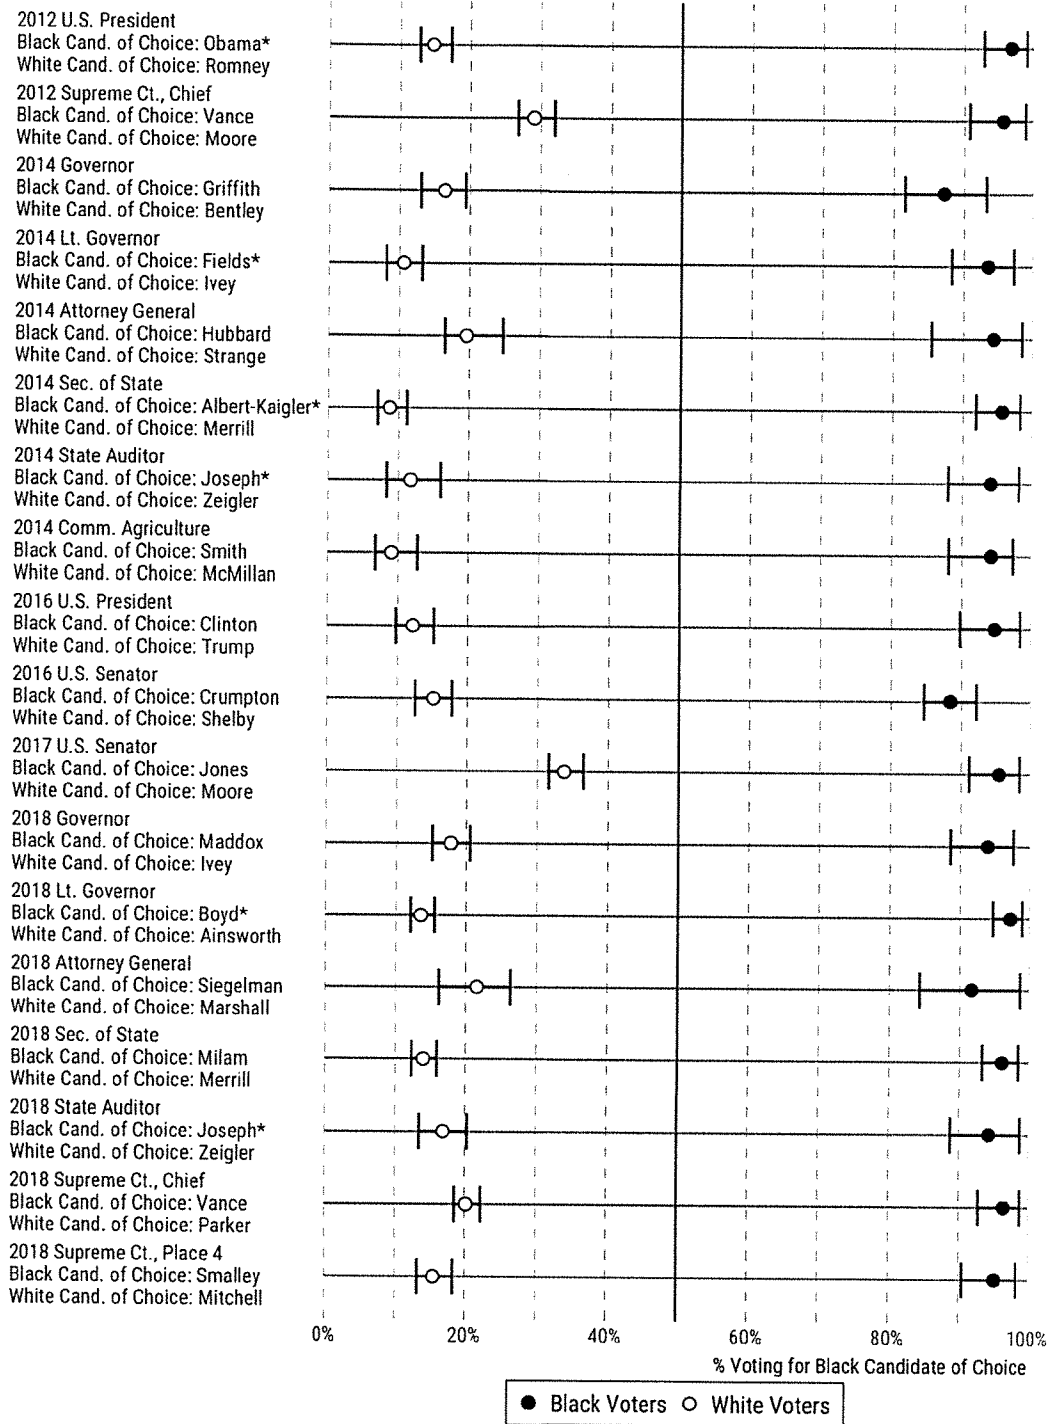 2012 U.S. President
Black Cand. of Choice: Obama*
White Cand. of Choice: Romney
2012 Supreme Ct., Chief
Black Cand. of Choice: Vance
White Cand. of Choice: Moore
2014 Governor
Black Cand. of Choice: Griffith
White Cand. of Choice: Bentley
2014 Lt. Governor
Black Cand. of Choice: Fields*
White Cand. of Choice: Ivey
2014 Attorney General
Black Cand. of Choice: Hubbard
White Cand. of Choice: Strange
2014 Sec. of State
Black Cand. of Choice: Albert-Kaigler*
White Cand. of Choice: Merrill
2014 State Auditor
Black Cand. of Choice: Joseph*
White Cand. of Choice: Zeigler
2014 Comm. Agriculture
Black Cand. of Choice: Smith
White Cand. of Choice: McMillan
2016 U.S. President
Black Cand. of Choice: Clinton
White Cand. of Choice: Trump
2016 U.S. Senator
Black Cand. of Choice: Crumpton
White Cand. of Choice: Shelby
2017 U.S. Senator
Black Cand. of Choice: Jones
White Cand. of Choice: Moore
2018 Governor
Black Cand. of Choice: Maddox
White Cand. of Choice: Ivey
2018 Lt. Governor
Black Cand. of Choice: Boyd*
White Cand. of Choice: Ainsworth
2018 Attorney General
Black Cand. of Choice: Siegelman
White Cand. of Choice: Marshall
2018 Sec. of State
Black Cand. of Choice: Milam
White Cand. of Choice: Merrill
2018 State Auditor
Black Cand. of Choice: Joseph*
White Cand. of Choice: Zeigler
2018 Supreme Ct., Chief
Black Cand. of Choice: Vance
White Cand. of Choice: Parker
2018 Supreme Ct., Place 4
Black Cand. of Choice: Smalley
White Cand. of Choice: Mitchell
0% 20% 40% 60% 80% 100%
% Voting for Black Candidate of Choice
Black Voters White Voters